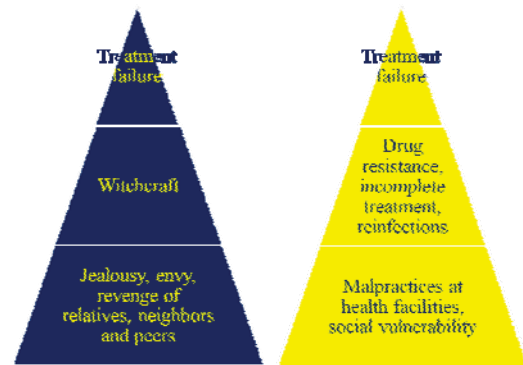 Treatment
failure
Witchcraft
Jealousy, envy,
revenge of
relatives, neighbors
and peers
Treatment
failure
Drug
resistance,
incomplete
treatment,
reinfections
Malpractices at
health facilities,
social vulnerability